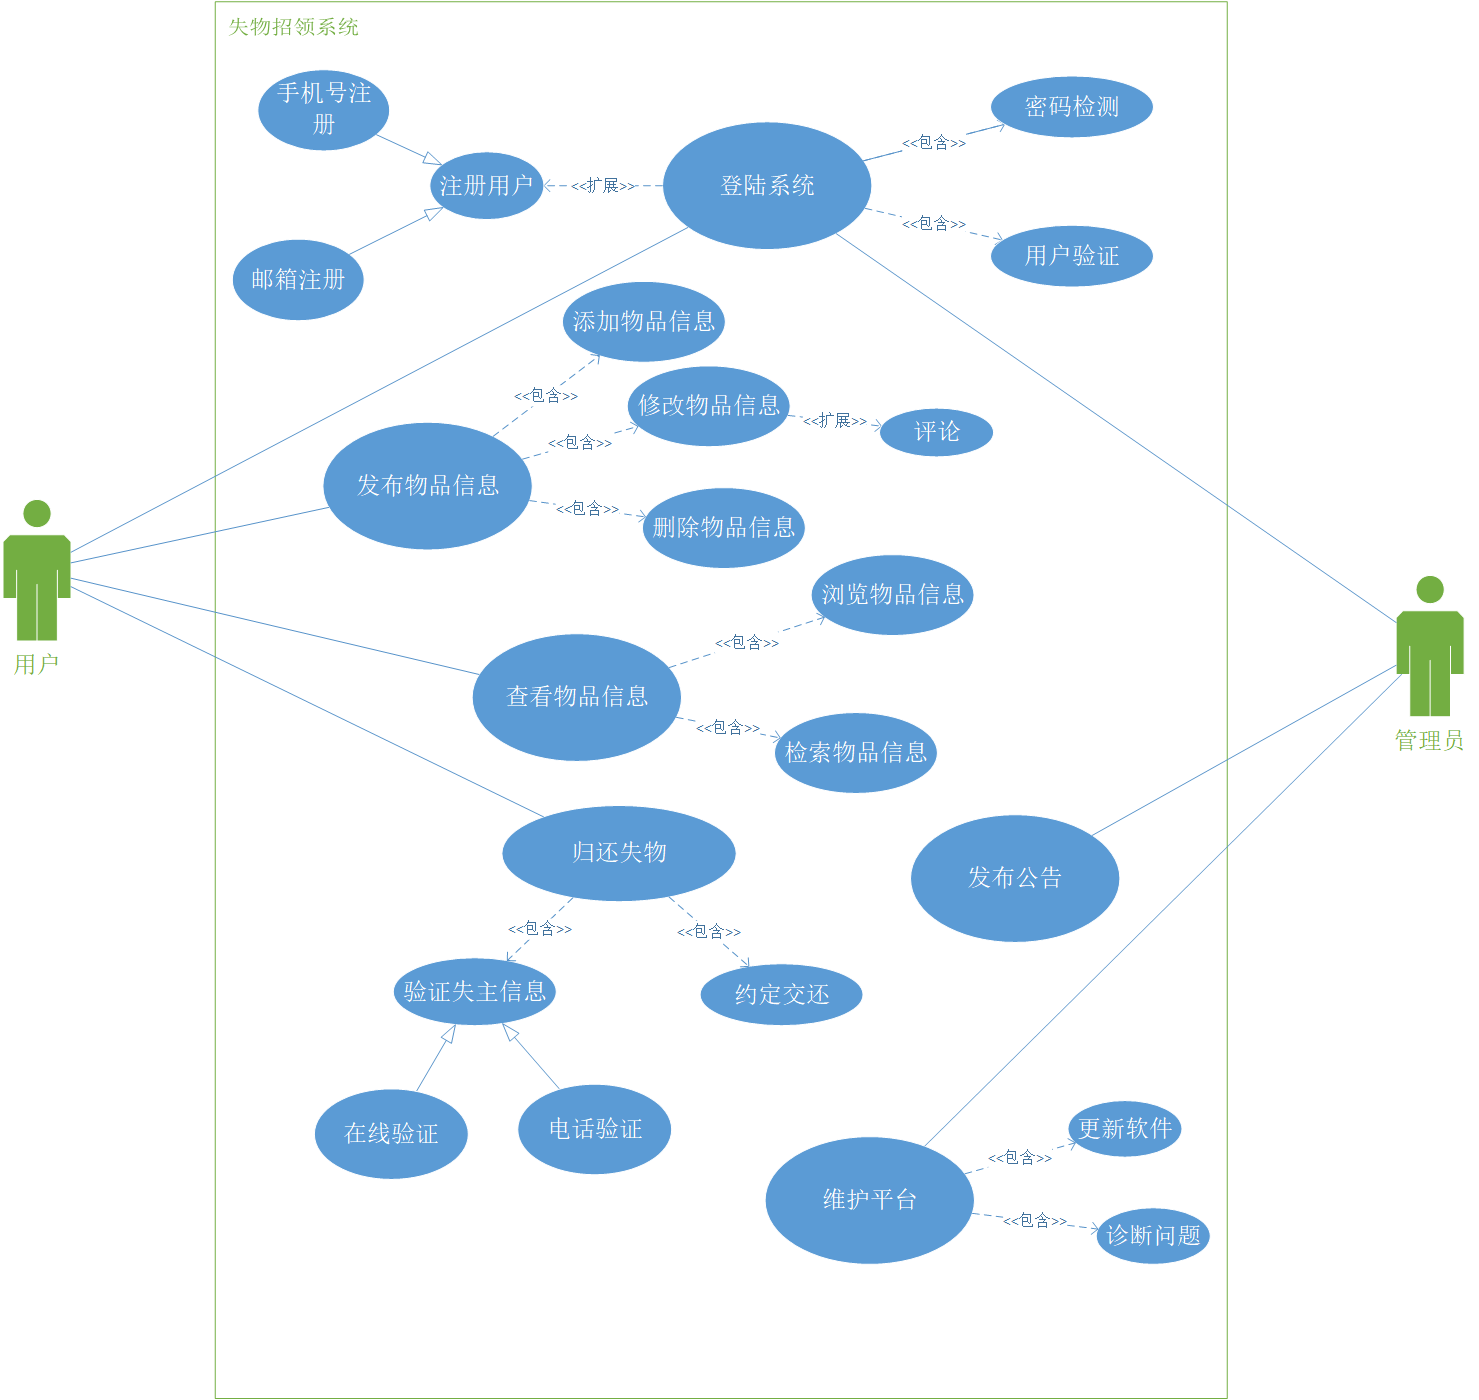 失物招领系统
手机号注
册
密码检测
<<包含>>
注册用户
<<扩展>>
登陆系统
<<包含>>
用户验证
邮箱注册
添加物品信息
<<包含>>
修改物品信息
<<扩展>>
评论
<<包含>>
发布物品信息
<<包含>>
删除物品信息
浏览物品信息
<<包含>>
用户
查看物品信息
<<包含>>
检索物品信息
管理员
归还失物
发布公告
<<包含>>
<<包含>>
验证失主信息
约定交还
在线验证
电话验证
更新软件
<<包含>>
维护平台
<<包含>>
诊断问题